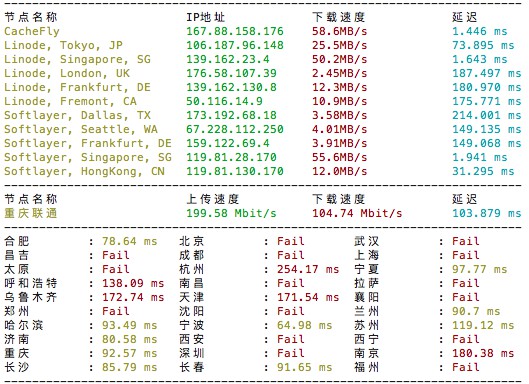 节点名称 IP地址 下载速度 延迟
CacheFly 167.88.158.176 58.6MB/s 1.446 ms
Linode, Tokyo, JP 106.187.96.148 25.5MB/s 73.895 ms
Linode, Singapore, SG 139.162.23.4 50.2MB/s 1.643 ms
Linode, London, UK 176.58.107.39 2.45MB/s 187.497 ms
Linode, Frankfurt, DE 139.162.130.8 12.3MB/s 180.970 ms
Linode, Fremont, CA 50.116.14.9 10.9MB/s 175.771 ms
Softlayer, Dallas, TX 173.192.68.18 3.58MB/s 214.001 ms
Softlayer, Seattle, WA 67.228.112.250 4.01MB/s 149.135 ms
Softlayer, Frankfurt, DE 159.122.69.4 3.91MB/s 149.068 ms
Softlayer, Singapore, SG 119.81.28.170 55.6MB/s 1.941 ms
Softlayer, HongKong, CN 119.81.130.170 12.0MB/s 31.295 ms
节点名称 上传速度 下载速度 延迟
重庆联通 199.58 Mbit/s 104.74 Mbit/s 103.879 ms
合肥 : 78.64 ms 北京 : Fail 武汉 : Fail
昌吉 : Fail 成都 : Fail 上海 : Fail
太原 : Fail 杭州 : 254.17 ms 宁夏 : 97.77 ms
呼和浩特 : 138.09 ms 南昌 : Fail 拉萨 : Fail
乌鲁木齐 : 172.74 ms 天津 : 171.54 ms 襄阳 : Fail
郑州 : Fail 沈阳 : Fail 兰州 : 90.7 ms
哈尔滨 : 93.49 ms 宁波 : 64.98 ms 苏州 : 119.12 ms
济南 : 80.58 ms 西安 : Fail 西宁 : Fail
重庆 : 92.57 ms 深圳 : Fail 南京 : 180.38 ms
长沙 : 85.79 ms 长春 : 91.65 ms 福州 : Fail